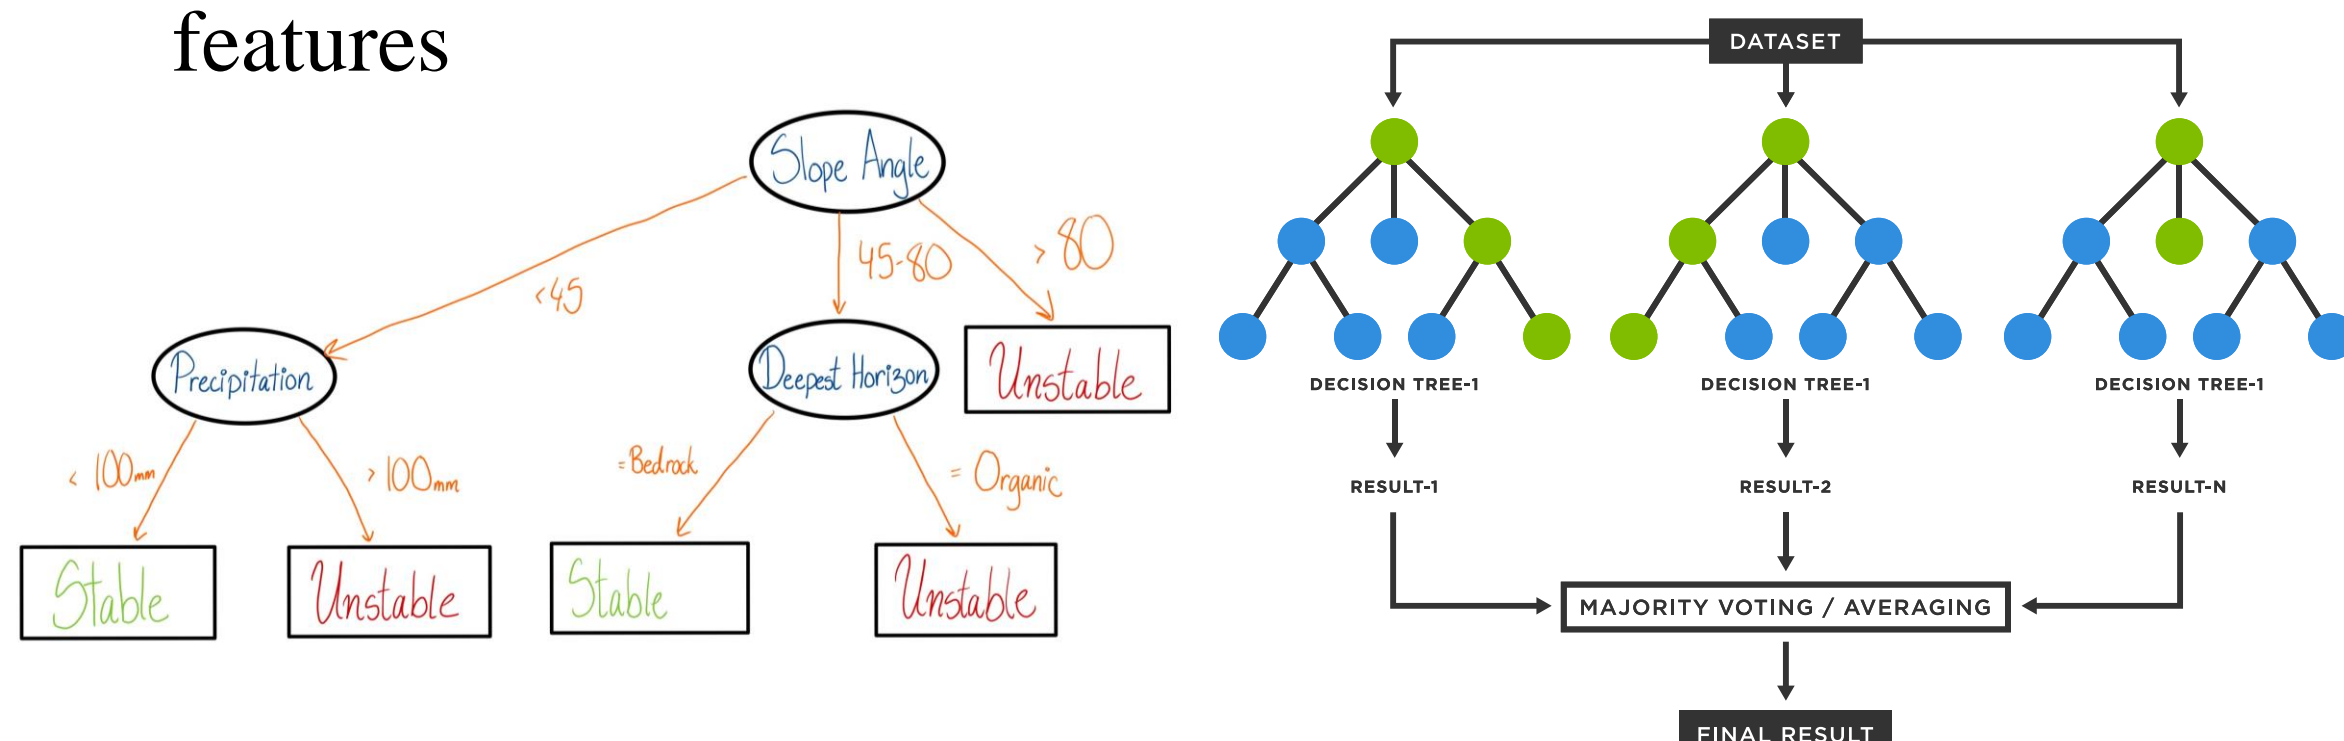 features
Slope Angle
<45
45-80
> 80
Precipitation
Deepest Horizon
Unstable
< 100mm
> 100mm
= Bedrock
= Organic
Stable
Unstable
Stable
Unstable
DATASET
DECISION TREE-1
DECISION TREE-1
DECISION TREE-1
RESULT-1
RESULT-2
RESULT-N
MAJORITY VOTING / AVERAGING
FINAL RESULT